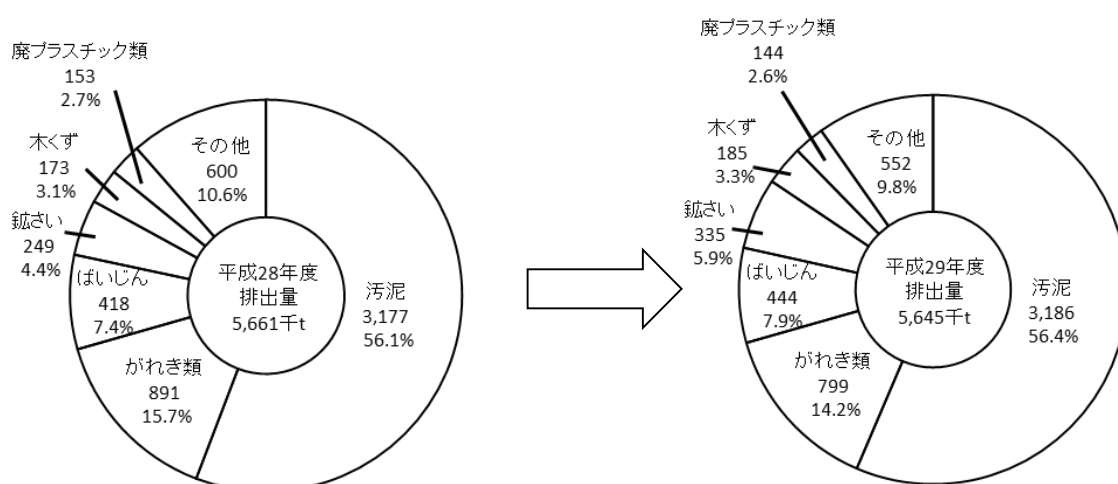 廃プラスチック類
153
2.7%
木くず
173
3.1%
鉱さい
249
4.4%
ばいじん
418
7.4%
がれき類
891
15.7%
その他
600
10.6%
平成28年度
排出量
5,661千t
汚泥
3,177
56.1%
廃プラスチック類
144
2.6%
木くず
185
3.3%
鉱さい
335
5.9%
ばいじん
444
7.9%
がれき類
799
14.2%
その他
552
9.8%
平成29年度
排出量
5,645千t
汚泥
3,186
56.4%